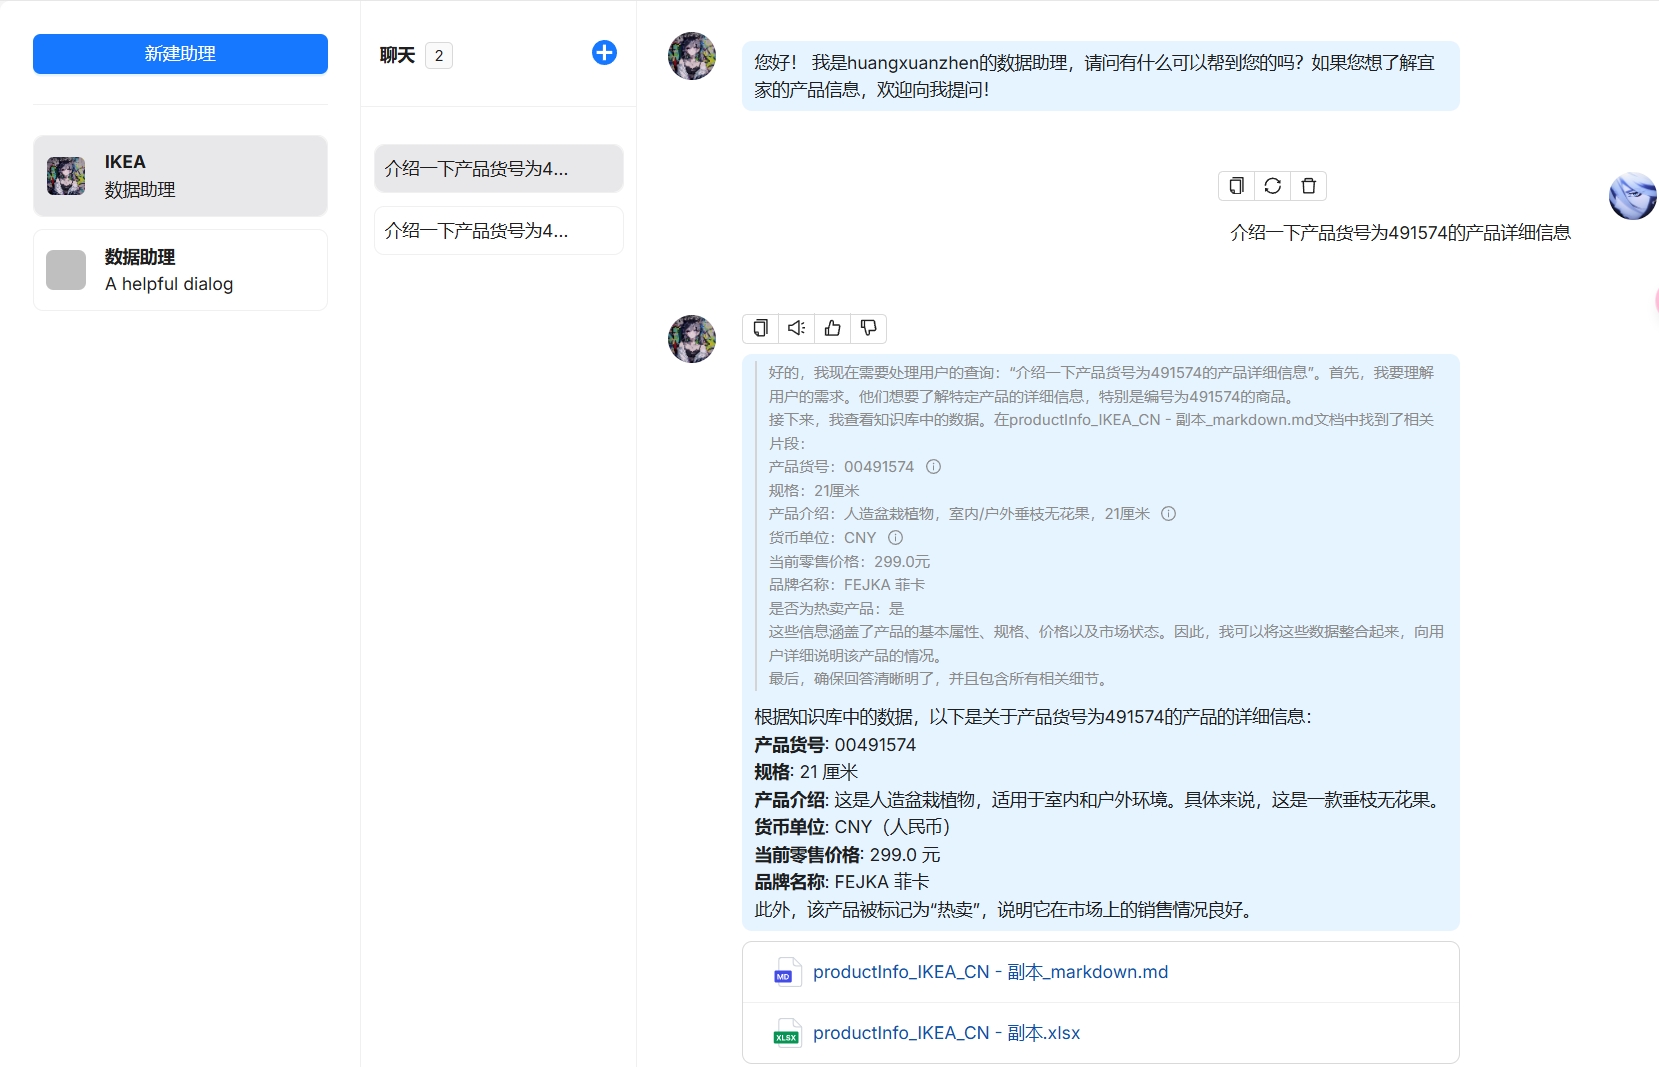 新建助理
IKEA
数据助理
数据助理
A helpful dialog
聊天 2
介绍一下产品货号为4...
介绍一下产品货号为4...
您好！ 我是huangxuanzhen的数据助理，请问有什么可以帮到您的吗？如果您想了解宜
家的产品信息，欢迎向我提问！
介绍一下产品货号为491574的产品详细信息
好的，我现在需要处理用户的查询：“介绍一下产品货号为491574的产品详细信息”。首先，我要理解
用户的需求。他们想要了解特定产品的详细信息，特别是编号为491574的商品。
接下来，我查看知识库中的数据。在productInfo_IKEA_CN - 副本_markdown.md文档中找到了相关
片段：
产品货号：00491574
规格：21厘米
产品介绍：人造盆栽植物，室内/户外垂枝无花果，21厘米
货币单位：CNY
当前零售价格：299.0元
品牌名称：FEJKA 菲卡
是否为热卖产品：是
这些信息涵盖了产品的基本属性、规格、价格以及市场状态。因此，我可以将这些数据整合起来，向用
户详细说明该产品的情况。
最后，确保回答清晰明了，并且包含所有相关细节。
根据知识库中的数据，以下是关于产品货号为491574的产品的详细信息：
产品货号: 00491574
规格: 21 厘米
产品介绍: 这是人造盆栽植物，适用于室内和户外环境。具体来说，这是一款垂枝无花果。
货币单位: CNY（人民币）
当前零售价格: 299.0 元
品牌名称: FEJKA 菲卡
此外，该产品被标记为“热卖”，说明它在市场上的销售情况良好。
MD productInfo_IKEA_CN - 副本_markdown.md
XLSX productInfo_IKEA_CN - 副本.xlsx